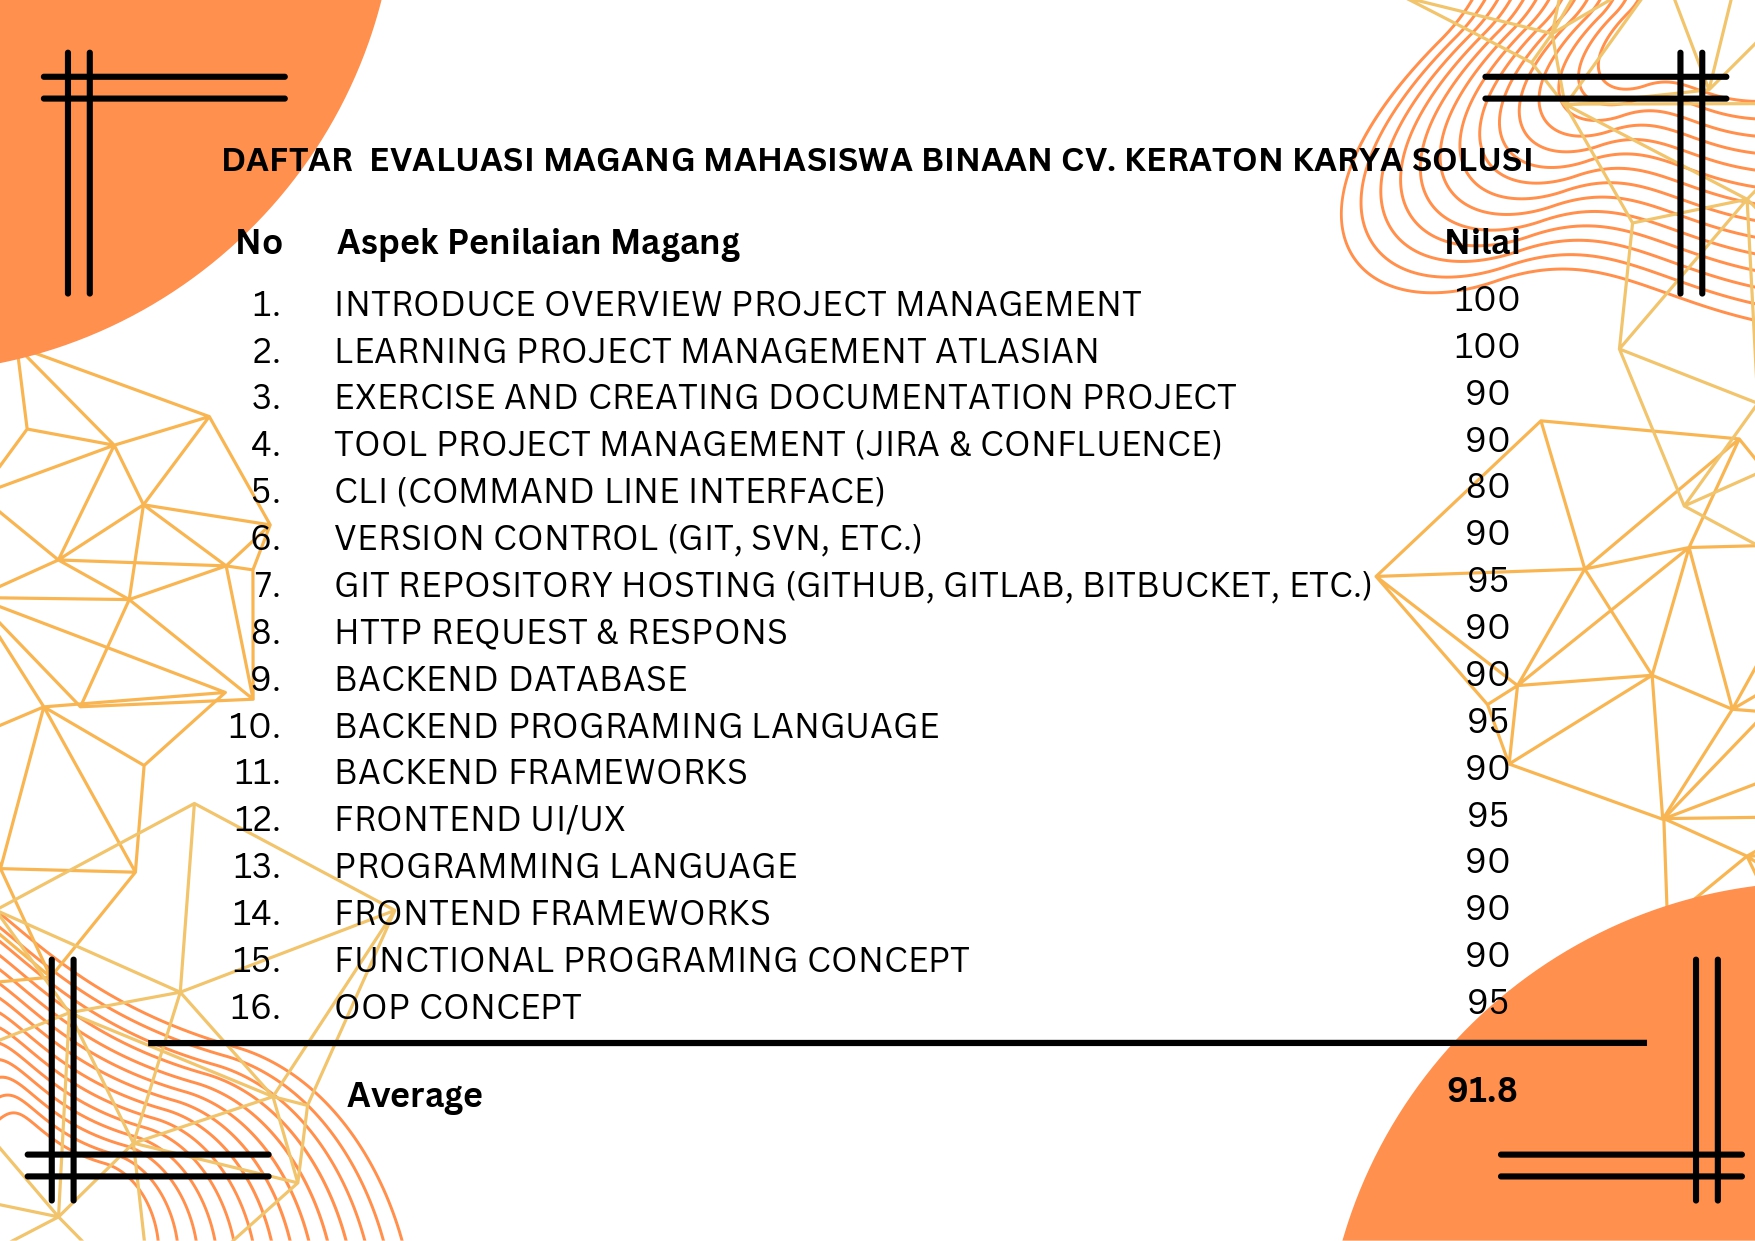 DAFTAR  EVALUASI MAGANG MAHASISWA BINAAN CV. KERATON KARYA SOLUSI
No Aspek Penilaian Magang Nilai
1. INTRODUCE OVERVIEW PROJECT MANAGEMENT 100
2. LEARNING PROJECT MANAGEMENT ATLASIAN 100
3. EXERCISE AND CREATING DOCUMENTATION PROJECT 90
4. TOOL PROJECT MANAGEMENT (JIRA & CONFLUENCE) 90
5. CLI (COMMAND LINE INTERFACE) 80
6. VERSION CONTROL (GIT, SVN, ETC.) 90
7. GIT REPOSITORY HOSTING (GITHUB, GITLAB, BITBUCKET, ETC.) 95
8. HTTP REQUEST & RESPONS 90
9. BACKEND DATABASE 90
10. BACKEND PROGRAMING LANGUAGE 95
11. BACKEND FRAMEWORKS 90
12. FRONTEND UI/UX 95
13. PROGRAMMING LANGUAGE 90
14. FRONTEND FRAMEWORKS 90
15. FUNCTIONAL PROGRAMING CONCEPT 90
16. OOP CONCEPT 95
Average 91.8